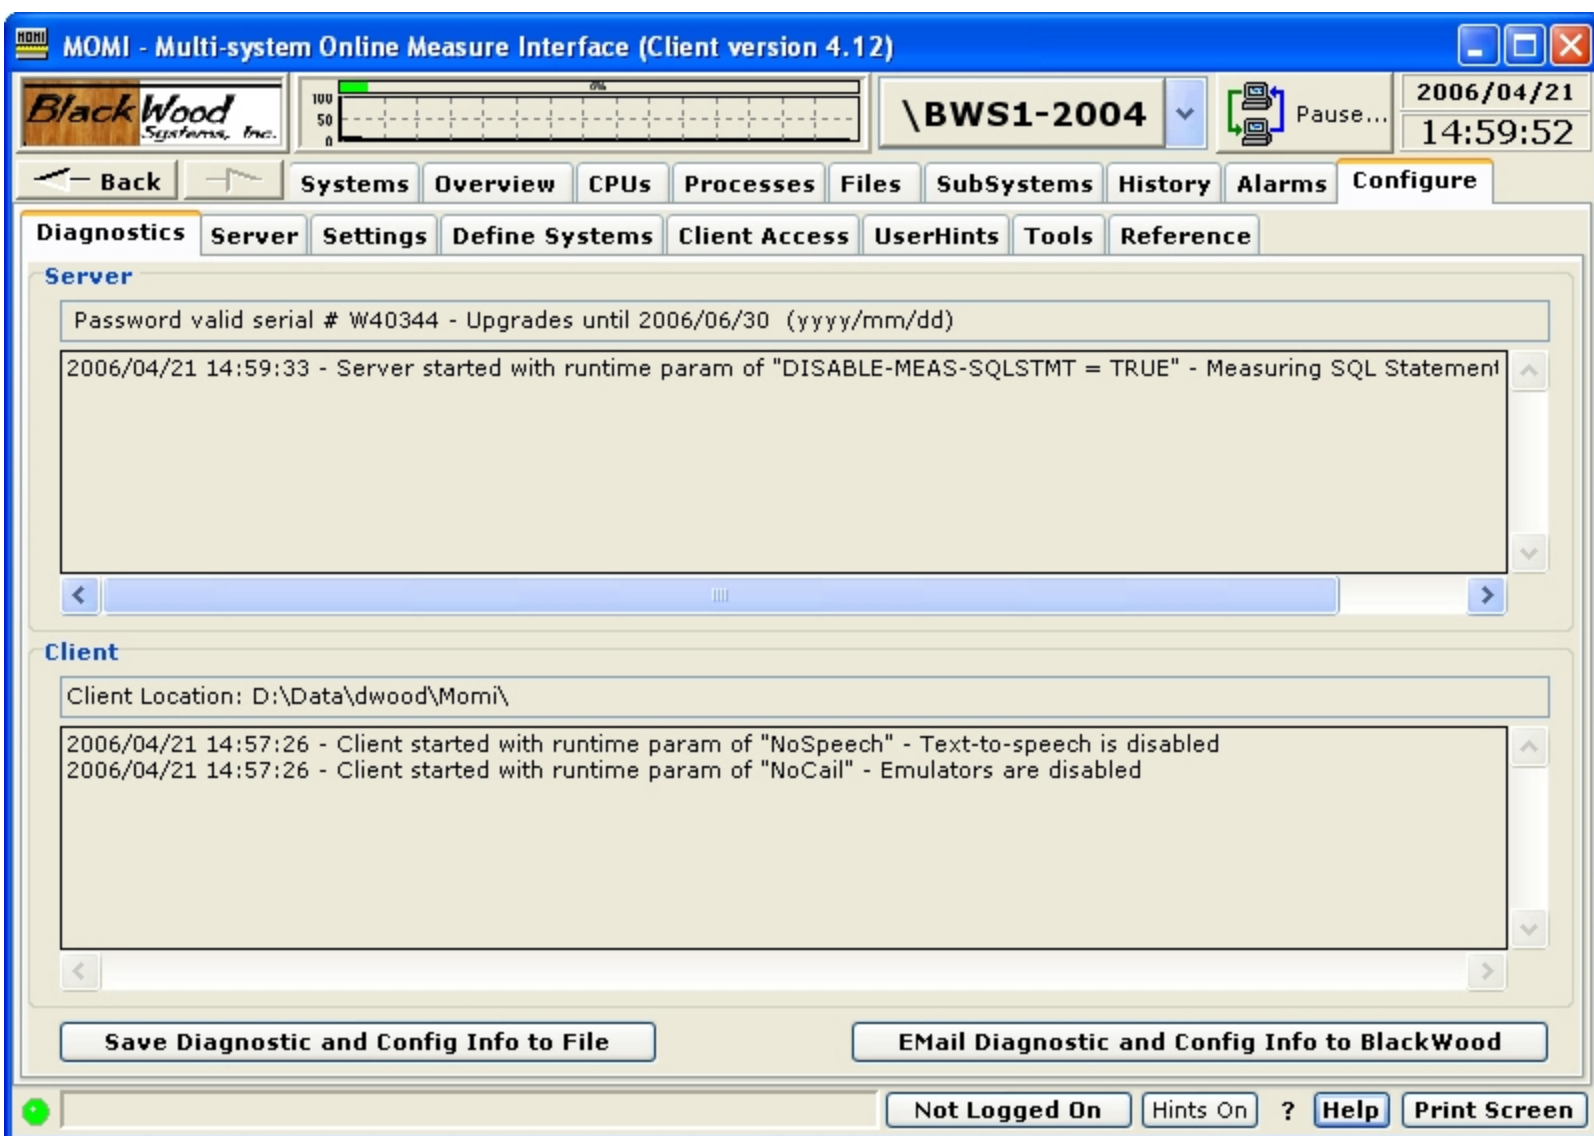 MOMI
MOMI - Multi-system Online Measure Interface (Client version 4.12)
BlackWood
Systems, Inc.
100
50
0
0%
\BWS1-2004
Pause...
2006/04/21
14:59:52
Back
Systems
Overview
CPUs
Processes
Files
SubSystems
History
Alarms
Configure
Diagnostics
Server
Settings
Define Systems
Client Access
UserHints
Tools
Reference
Server
Password valid serial # W40344 - Upgrades until 2006/06/30 (yyyy/mm/dd)
2006/04/21 14:59:33 - Server started with runtime param of "DISABLE-MEAS-SQLSTMT = TRUE" - Measuring SQL Statement
Client
Client Location: D:\Data\dwood\Momi\
2006/04/21 14:57:26 - Client started with runtime param of "NoSpeech" - Text-to-speech is disabled
2006/04/21 14:57:26 - Client started with runtime param of "NoCail" - Emulators are disabled
Save Diagnostic and Config Info to File
EMail Diagnostic and Config Info to BlackWood
Not Logged On
Hints On
?
Help
Print Screen